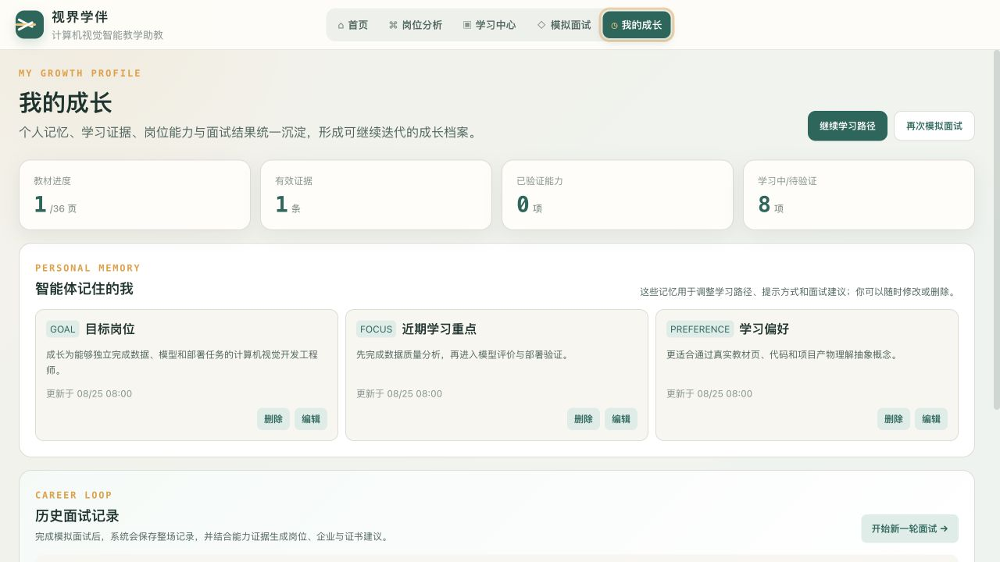 视界学伴
计算机视觉智能教学助教
首页
岗位分析
学习中心
模拟面试
我的成长
MY GROWTH PROFILE
我的成长
个人记忆、学习证据、岗位能力与面试结果统一沉淀，形成可继续迭代的成长档案。
继续学习路径
再次模拟面试
教材进度
1 /36 页
有效证据
1 条
已验证能力
0 项
学习中/待验证
8 项
PERSONAL MEMORY
智能体记住的我
这些记忆用于调整学习路径、提示方式和面试建议；你可以随时修改或删除。
GOAL 目标岗位
成长为能够独立完成数据、模型和部署任务的计算机视觉开发工程
师。
更新于 08/25 08:00
删除 编辑
FOCUS 近期学习重点
先完成数据质量分析，再进入模型评价与部署验证。
更新于 08/25 08:00
删除 编辑
PREFERENCE 学习偏好
更适合通过真实教材页、代码和项目产物理解抽象概念。
更新于 08/25 08:00
删除 编辑
CAREER LOOP
历史面试记录
完成模拟面试后，系统会保存整场记录，并结合能力证据生成岗位、企业与证书建议。
开始新一轮面试 →